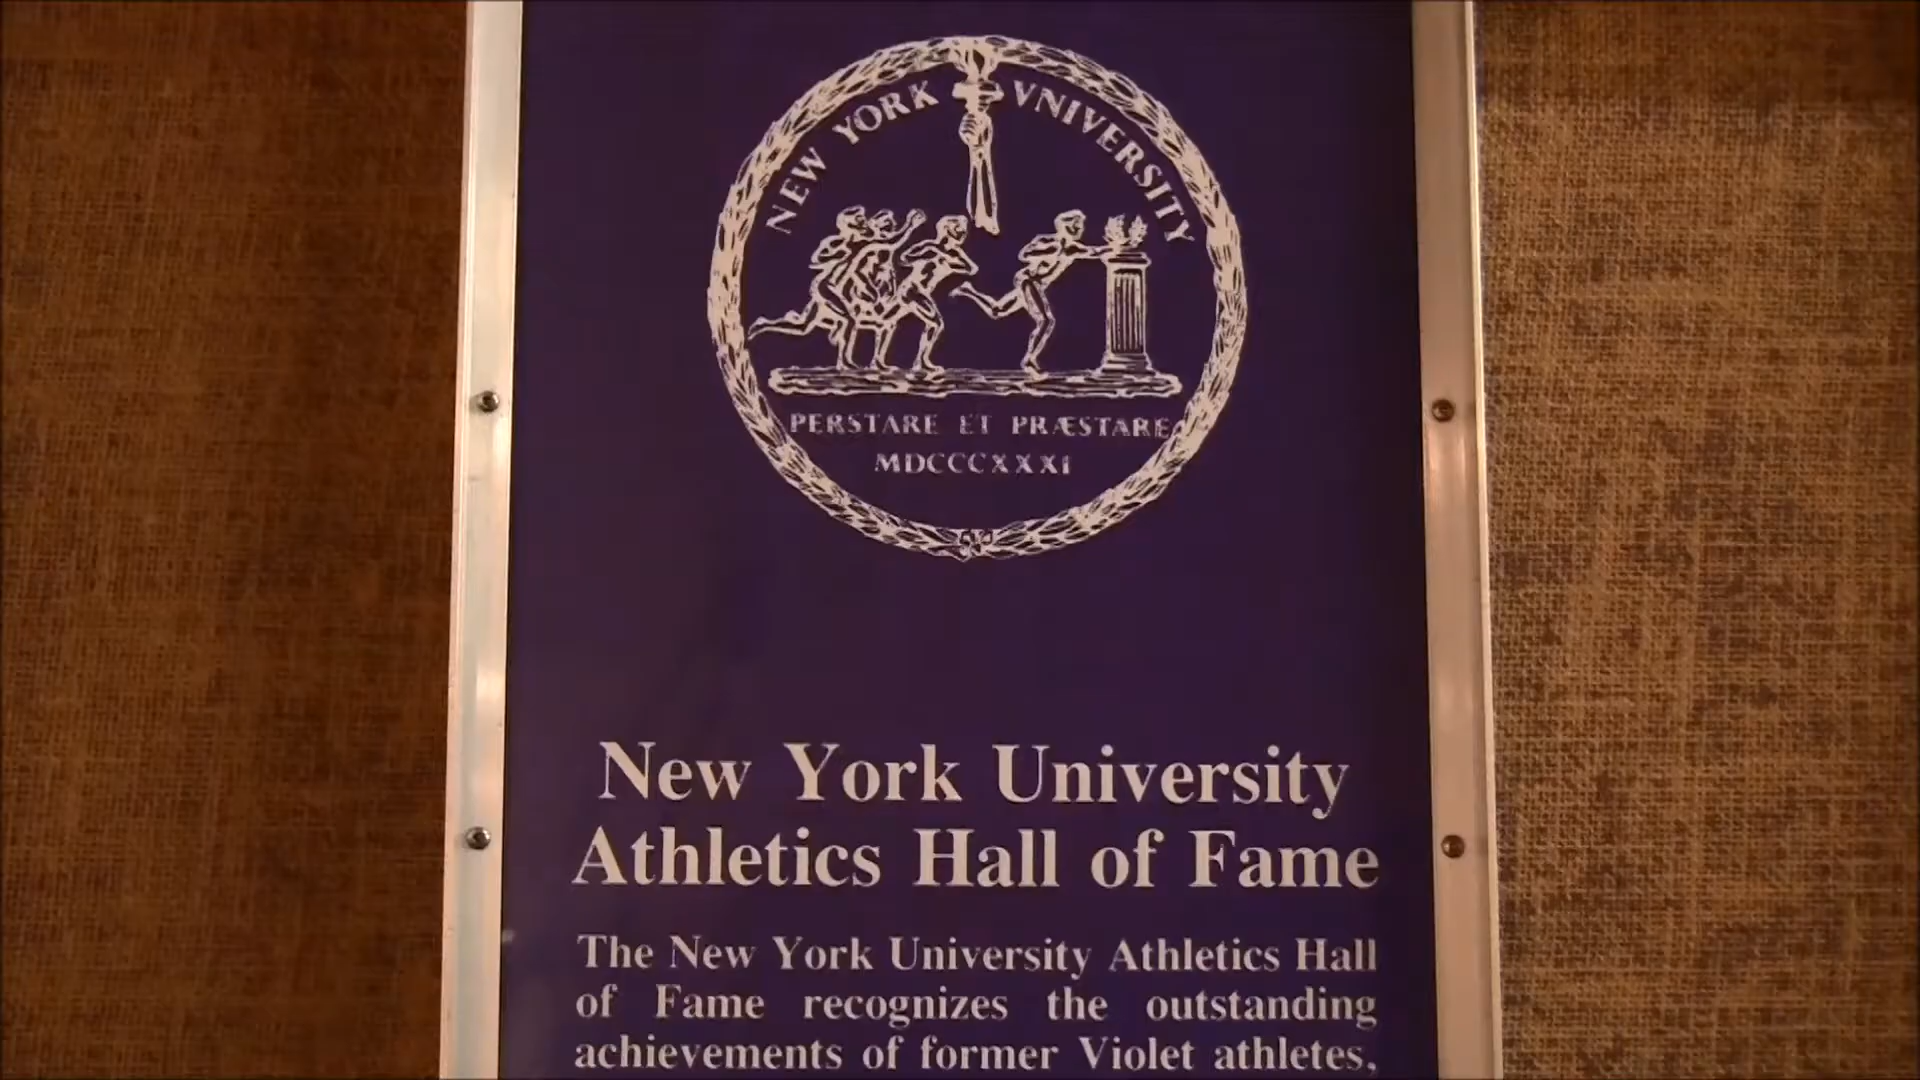 NEW YORK VNIVERSITY
PERSTARE ET PRÆSTARE
MDCCCXXXI
New York University
Athletics Hall of Fame
The New York University Athletics Hall
of Fame recognizes the outstanding
achievements of former Violet athletes,